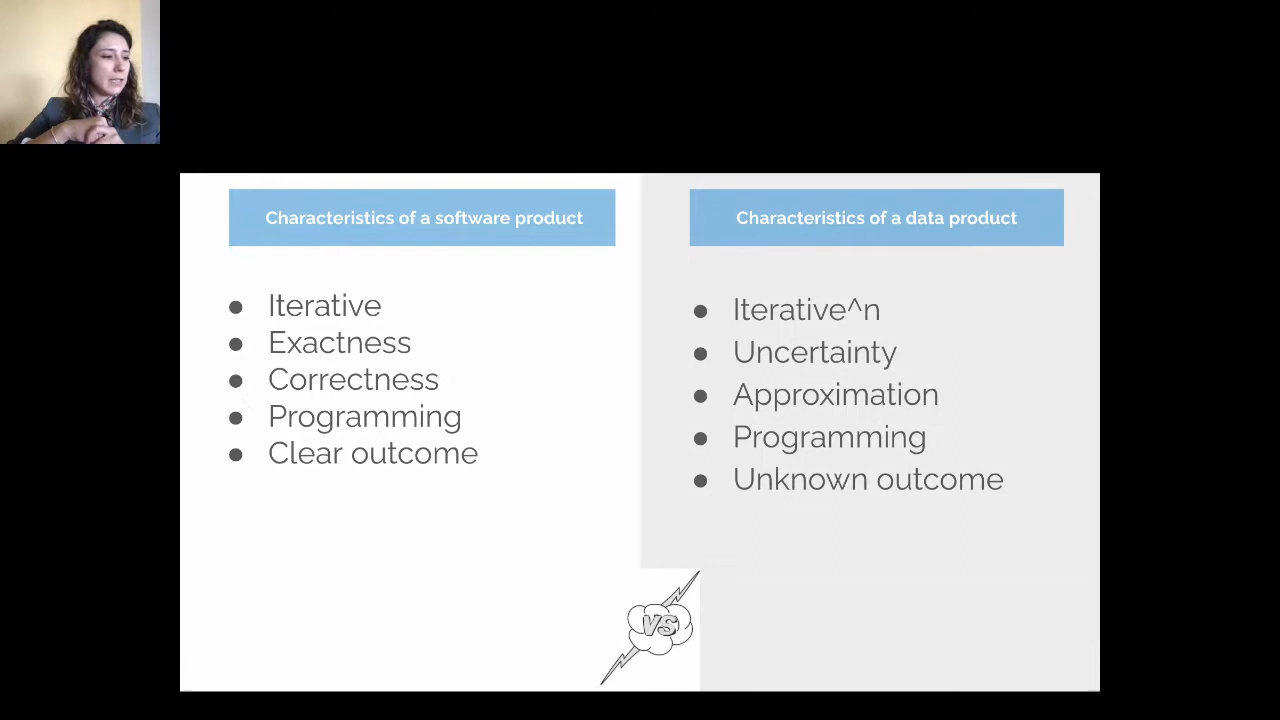 Characteristics of a software product
Iterative
Exactness
Correctness
Programming
Clear outcome
Characteristics of a data product
Iterative^n
Uncertainty
Approximation
Programming
Unknown outcome
VS